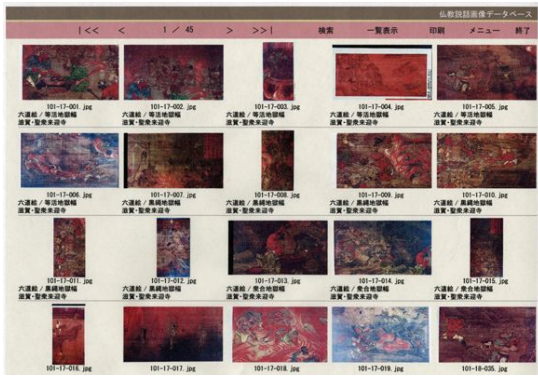 仏教説話画像データベース
|<< < 1 / 45 > >>| 検索 一覧表示 印刷 メニュー 終了
101-17-001.jpg 101-17-002.jpg 101-17-003.jpg 101-17-004.jpg 101-17-005.jpg
六道絵/等活地獄幅 六道絵/等活地獄幅 六道絵/等活地獄幅 六道絵/等活地獄幅 六道絵/等活地獄幅
滋賀・聖衆来迎寺 滋賀・聖衆来迎寺 滋賀・聖衆来迎寺 滋賀・聖衆来迎寺 滋賀・聖衆来迎寺
101-17-006.jpg 101-17-007.jpg 101-17-008.jpg 101-17-009.jpg 101-17-010.jpg
六道絵/等活地獄幅 六道絵/黒縄地獄幅 六道絵/黒縄地獄幅 六道絵/黒縄地獄幅 六道絵/黒縄地獄幅
滋賀・聖衆来迎寺 滋賀・聖衆来迎寺 滋賀・聖衆来迎寺 滋賀・聖衆来迎寺 滋賀・聖衆来迎寺
101-17-011.jpg 101-17-012.jpg 101-17-013.jpg 101-17-014.jpg 101-17-015.jpg
六道絵/黒縄地獄幅 六道絵/黒縄地獄幅 六道絵/衆合地獄幅 六道絵/衆合地獄幅 六道絵/衆合地獄幅
滋賀・聖衆来迎寺 滋賀・聖衆来迎寺 滋賀・聖衆来迎寺 滋賀・聖衆来迎寺 滋賀・聖衆来迎寺
101-17-016.jpg 101-17-017.jpg 101-17-018.jpg 101-17-019.jpg 101-18-035.jpg